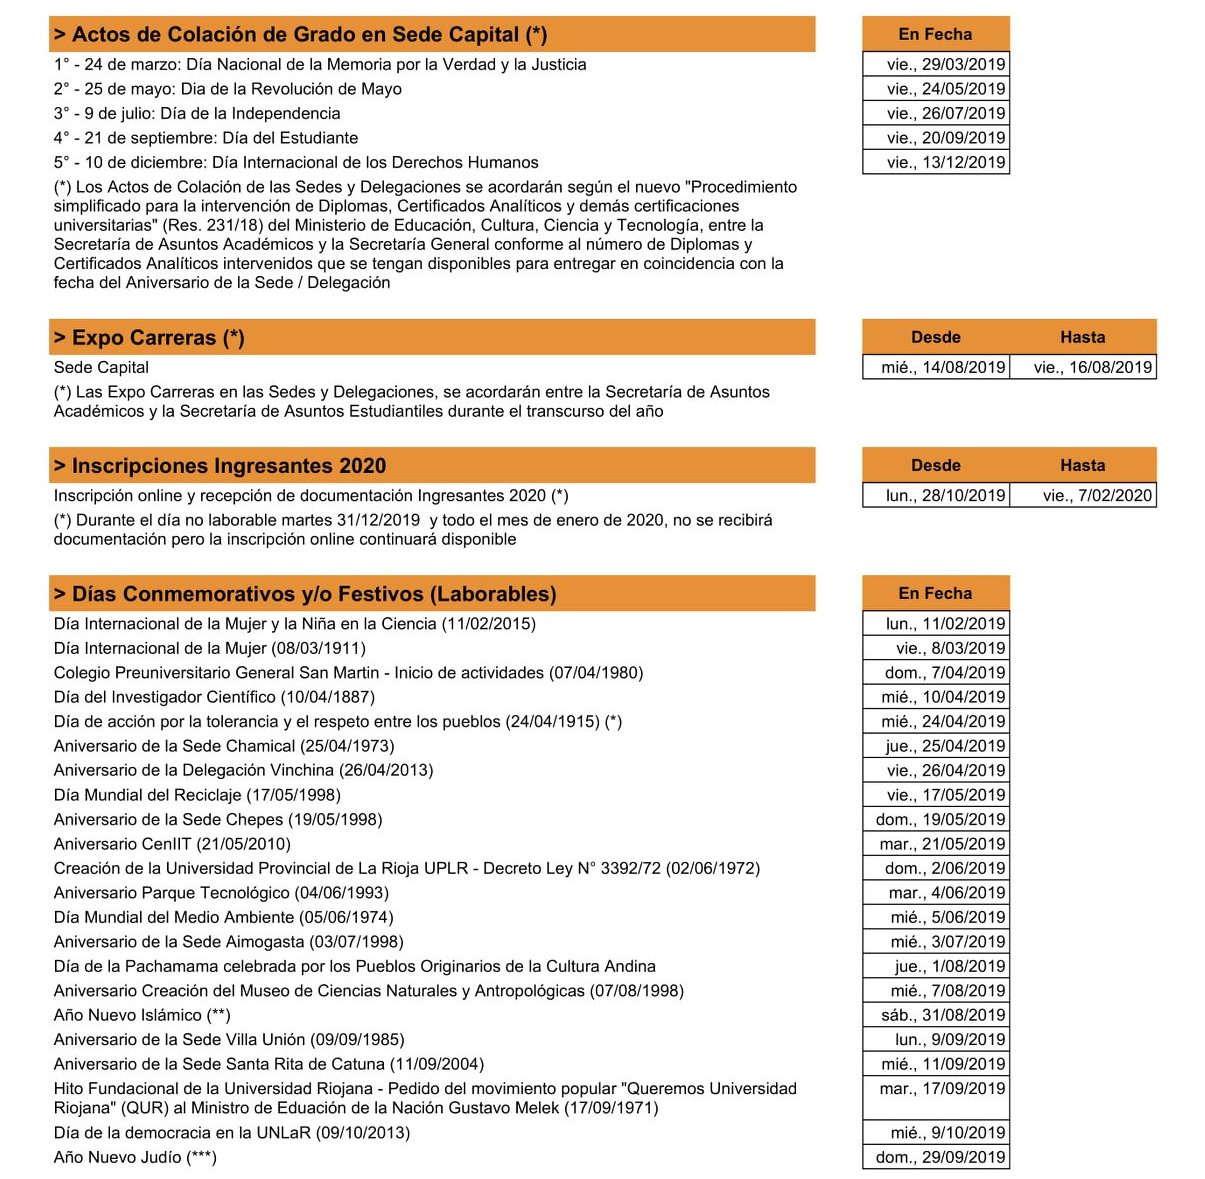 > Actos de Colación de Grado en Sede Capital (*) En Fecha
1° - 24 de marzo: Día Nacional de la Memoria por la Verdad y la Justicia vie., 29/03/2019
2° - 25 de mayo: Dia de la Revolución de Mayo vie., 24/05/2019
3° - 9 de julio: Día de la Independencia vie., 26/07/2019
4° - 21 de septiembre: Día del Estudiante vie., 20/09/2019
5° - 10 de diciembre: Día Internacional de los Derechos Humanos vie., 13/12/2019
(*) Los Actos de Colación de las Sedes y Delegaciones se acordarán según el nuevo "Procedimiento
simplificado para la intervención de Diplomas, Certificados Analíticos y demás certificaciones
universitarias" (Res. 231/18) del Ministerio de Educación, Cultura, Ciencia y Tecnología, entre la
Secretaría de Asuntos Académicos y la Secretaría General conforme al número de Diplomas y
Certificados Analíticos intervenidos que se tengan disponibles para entregar en coincidencia con la
fecha del Aniversario de la Sede / Delegación
> Expo Carreras (*) Desde Hasta
Sede Capital mié., 14/08/2019 vie., 16/08/2019
(*) Las Expo Carreras en las Sedes y Delegaciones, se acordarán entre la Secretaría de Asuntos
Académicos y la Secretaría de Asuntos Estudiantiles durante el transcurso del año
> Inscripciones Ingresantes 2020 Desde Hasta
Inscripción online y recepción de documentación Ingresantes 2020 (*) lun., 28/10/2019 vie., 7/02/2020
(*) Durante el día no laborable martes 31/12/2019 y todo el mes de enero de 2020, no se recibirá
documentación pero la inscripción online continuará disponible
> Días Conmemorativos y/o Festivos (Laborables) En Fecha
Día Internacional de la Mujer y la Niña en la Ciencia (11/02/2015) lun., 11/02/2019
Día Internacional de la Mujer (08/03/1911) vie., 8/03/2019
Colegio Preuniversitario General San Martin - Inicio de actividades (07/04/1980) dom., 7/04/2019
Día del Investigador Científico (10/04/1887) mié., 10/04/2019
Día de acción por la tolerancia y el respeto entre los pueblos (24/04/1915) (*) mié., 24/04/2019
Aniversario de la Sede Chamical (25/04/1973) jue., 25/04/2019
Aniversario de la Delegación Vinchina (26/04/2013) vie., 26/04/2019
Día Mundial del Reciclaje (17/05/1998) vie., 17/05/2019
Aniversario de la Sede Chepes (19/05/1998) dom., 19/05/2019
Aniversario CenIIT (21/05/2010) mar., 21/05/2019
Creación de la Universidad Provincial de La Rioja UPLR - Decreto Ley N° 3392/72 (02/06/1972) dom., 2/06/2019
Aniversario Parque Tecnológico (04/06/1993) mar., 4/06/2019
Día Mundial del Medio Ambiente (05/06/1974) mié., 5/06/2019
Aniversario de la Sede Aimogasta (03/07/1998) mié., 3/07/2019
Día de la Pachamama celebrada por los Pueblos Originarios de la Cultura Andina jue., 1/08/2019
Aniversario Creación del Museo de Ciencias Naturales y Antropológicas (07/08/1998) mié., 7/08/2019
Año Nuevo Islámico (**) sáb., 31/08/2019
Aniversario de la Sede Villa Unión (09/09/1985) lun., 9/09/2019
Aniversario de la Sede Santa Rita de Catuna (11/09/2004) mié., 11/09/2019
Hito Fundacional de la Universidad Riojana - Pedido del movimiento popular "Queremos Universidad mar., 17/09/2019
Riojana" (QUR) al Ministro de Eduación de la Nación Gustavo Melek (17/09/1971)
Día de la democracia en la UNLaR (09/10/2013) mié., 9/10/2019
Año Nuevo Judío (***) dom., 29/09/2019